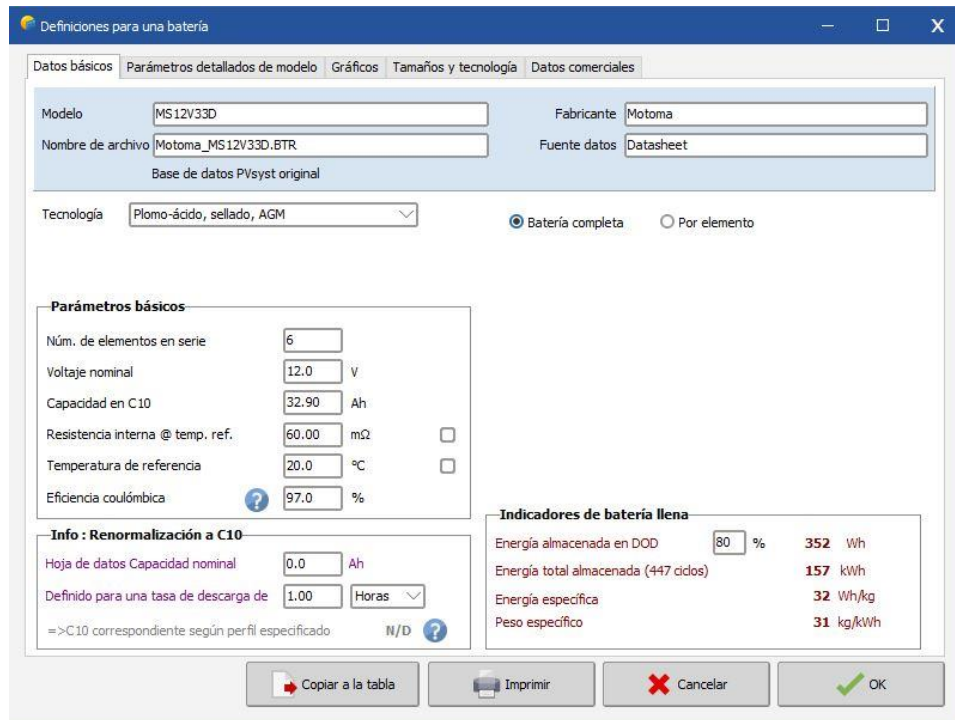 Definiciones para una batería
Datos básicos Parámetros detallados de modelo Gráficos Tamaños y tecnología Datos comerciales
Modelo MS12V33D Fabricante Motoma
Nombre de archivo Motoma_MS12V33D.BTR Fuente datos Datasheet
Base de datos PVsyst original
Tecnología Plomo-ácido, sellado, AGM Batería completa Por elemento
Parámetros básicos
Núm. de elementos en serie 6
Voltaje nominal 12.0 V
Capacidad en C10 32.90 Ah
Resistencia interna @ temp. ref. 60.00 mΩ
Temperatura de referencia 20.0 ºC
Eficiencia coulómbica ? 97.0 %
Info : Renormalización a C10
Hoja de datos Capacidad nominal 0.0 Ah
Definido para una tasa de descarga de 1.00 Horas
=>C10 correspondiente según perfil especificado N/D ?
Indicadores de batería llena
Energía almacenada en DOD 80 % 352 Wh
Energía total almacenada (447 ciclos) 157 kWh
Energía específica 32 Wh/kg
Peso específico 31 kg/kWh
Copiar a la tabla Imprimir Cancelar OK